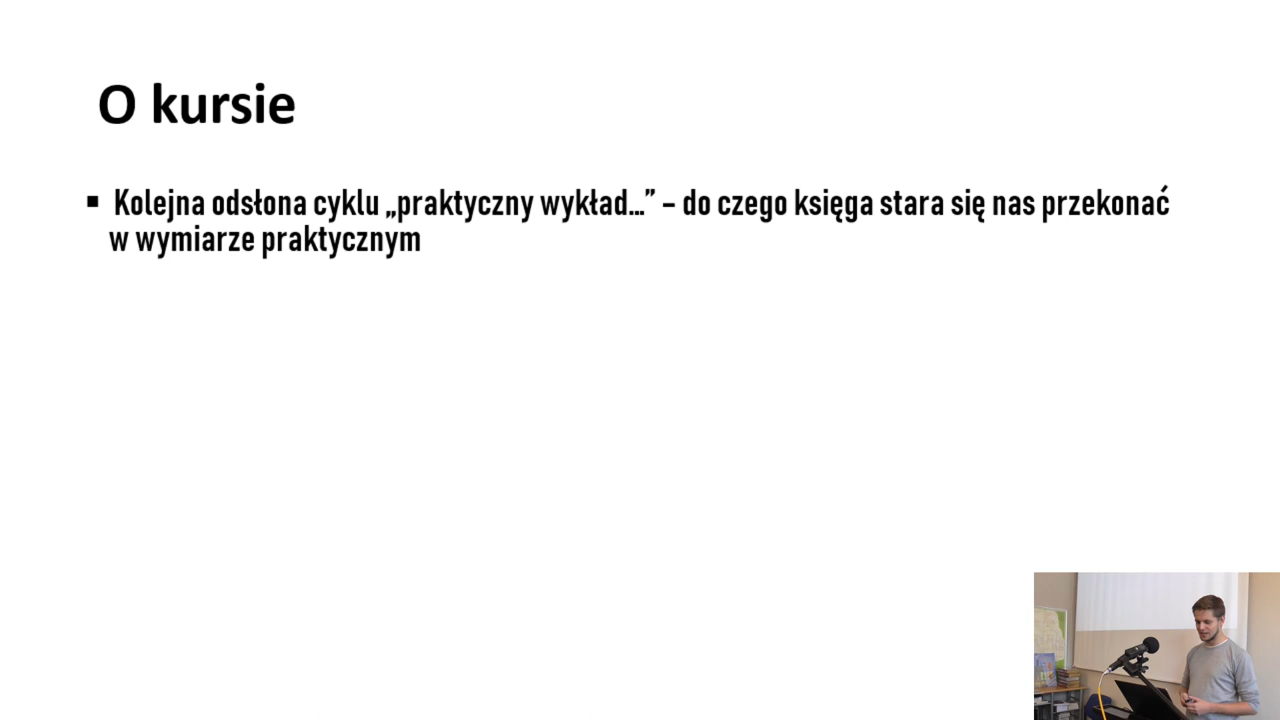 O kursie
▪ Kolejna odsłona cyklu „praktyczny wykład…” – do czego księga stara się nas przekonać
w wymiarze praktycznym